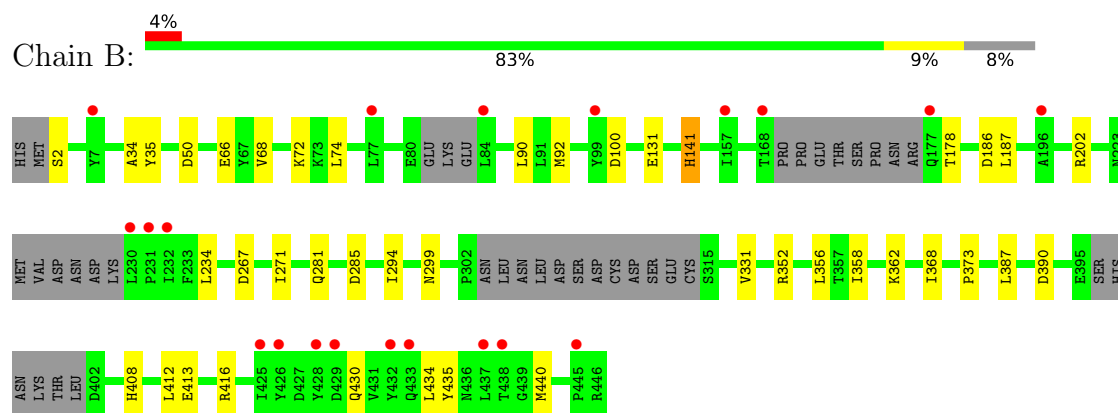 4%
Chain B:
83% 9% 8%
HIS MET S2 Y7 A34 Y35 D50 E66 Y67 V68 K72 K73 L74 L77 E80 GLU LYS GLU L84 L90 L91 M92 Y99 D100 E131 H141 I157 T168 PRO PRO GLU THR SER PRO ASN ARG Q177 T178 D186 L187 A196 R202 N223
MET VAL ASP ASN ASP LYS L230 P231 I232 F233 L234 D267 I271 Q281 D285 I294 N299 P302 ASN LEU ASN LEU ASP SER ASP CYS ASP SER GLU CYS S315 V331 R352 L356 T357 I358 K362 I368 P373 L387 D390 E395 SER HIS
ASN LYS THR LEU D402 H408 L412 E413 R416 I425 Y426 D427 Y428 D429 Q430 V431 Y432 Q433 L434 Y435 N436 L437 T438 G439 M440 P445 R446